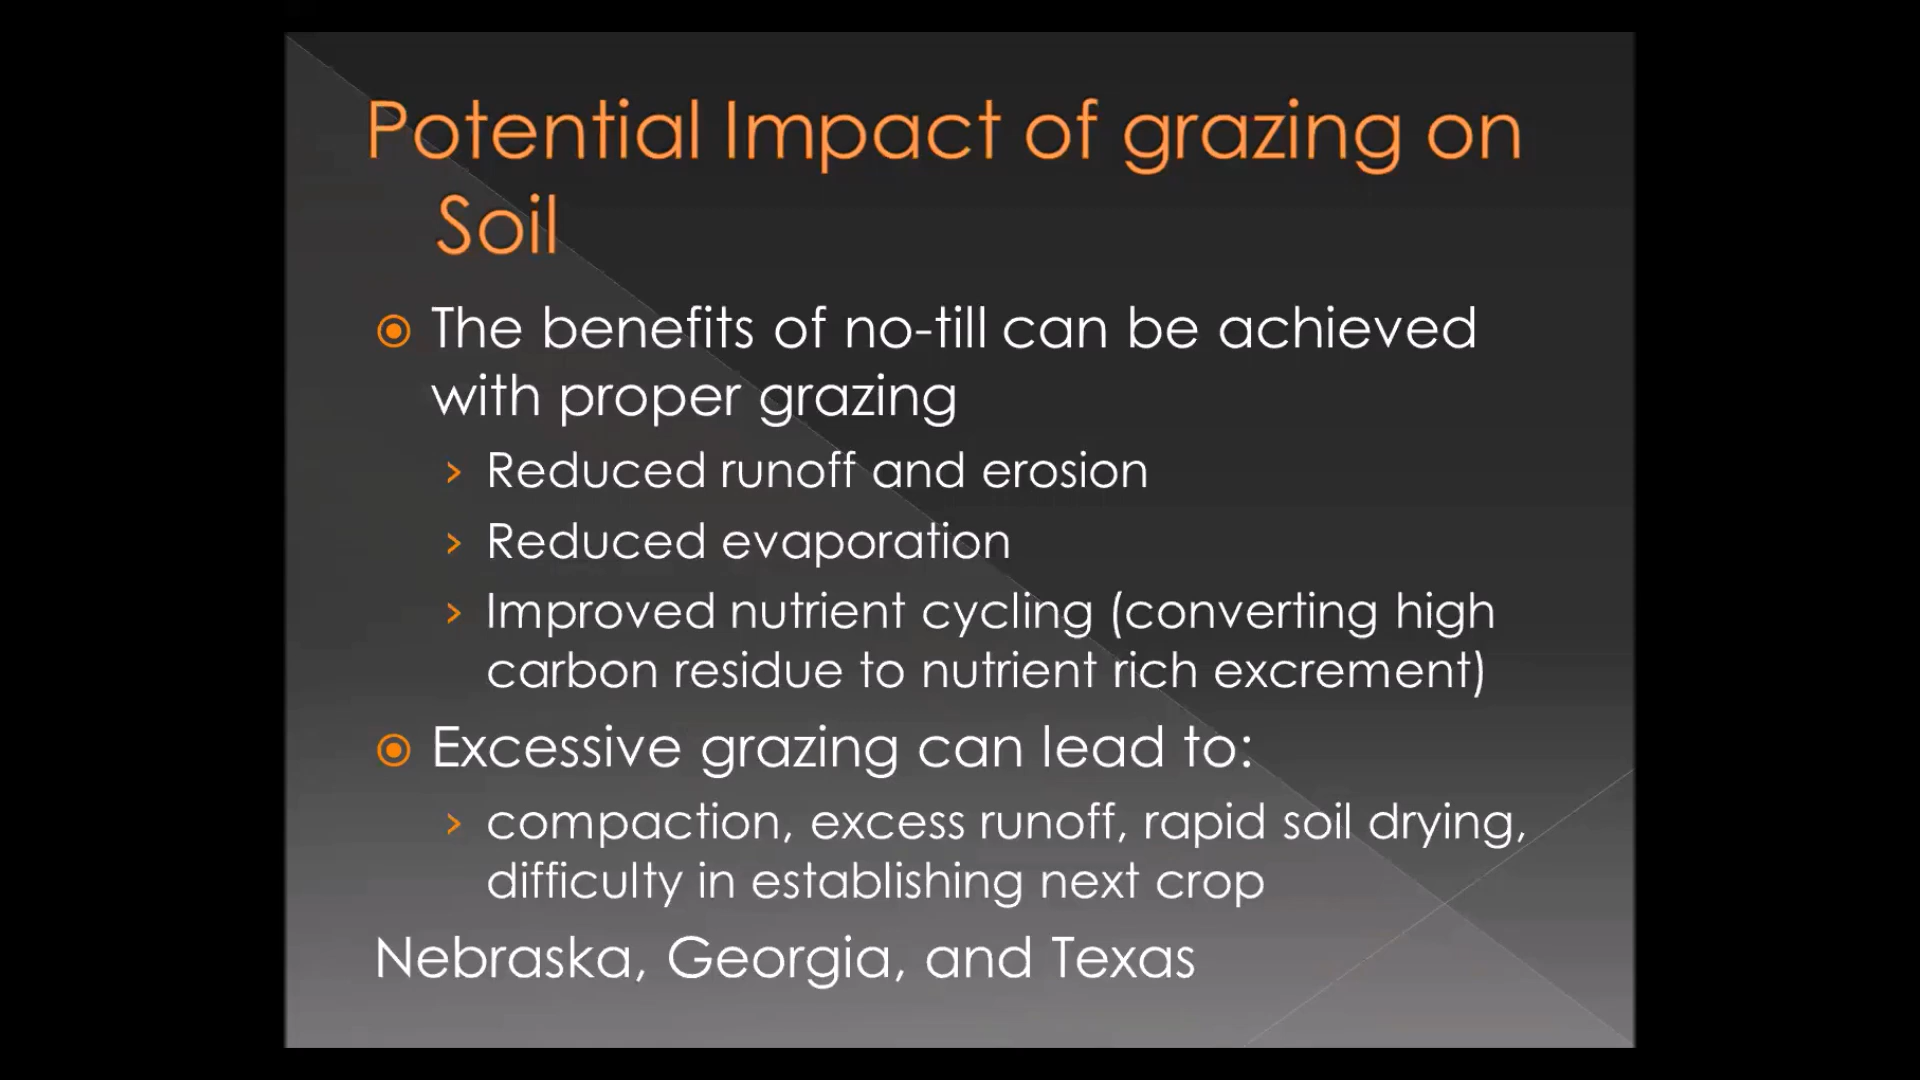 Potential Impact of grazing on
Soil
The benefits of no-till can be achieved
with proper grazing
Reduced runoff and erosion
Reduced evaporation
Improved nutrient cycling (converting high
carbon residue to nutrient rich excrement)
Excessive grazing can lead to:
compaction, excess runoff, rapid soil drying,
difficulty in establishing next crop
Nebraska, Georgia, and Texas